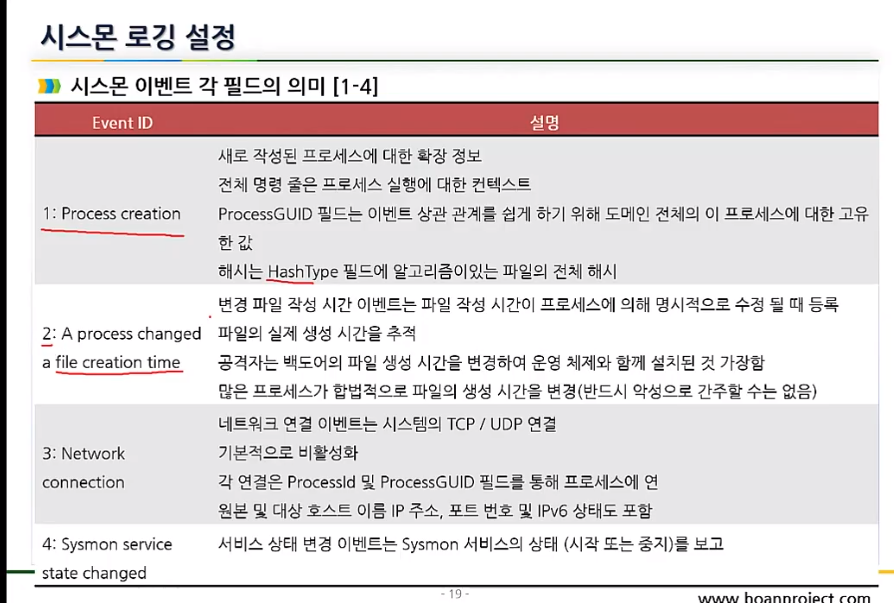 시스몬 로깅 설정
시스몬 이벤트 각 필드의 의미 [1-4]
Event ID 설명
1: Process creation
새로 작성된 프로세스에 대한 확장 정보
전체 명령 줄은 프로세스 실행에 대한 컨텍스트
ProcessGUID 필드는 이벤트 상관 관계를 쉽게 하기 위해 도메인 전체의 이 프로세스에 대한 고유
한 값
해시는 HashType 필드에 알고리즘이있는 파일의 전체 해시
2: A process changed
a file creation time
변경 파일 작성 시간 이벤트는 파일 작성 시간이 프로세스에 의해 명시적으로 수정 될 때 등록
파일의 실제 생성 시간을 추적
공격자는 백도어의 파일 생성 시간을 변경하여 운영 체제와 함께 설치된 것 가장함
많은 프로세스가 합법적으로 파일의 생성 시간을 변경(반드시 악성으로 간주할 수는 없음)
3: Network
connection
네트워크 연결 이벤트는 시스템의 TCP / UDP 연결
기본적으로 비활성화
각 연결은 ProcessId 및 ProcessGUID 필드를 통해 프로세스에 연
원본 및 대상 호스트 이름 IP 주소, 포트 번호 및 IPv6 상태도 포함
4: Sysmon service
state changed
서비스 상태 변경 이벤트는 Sysmon 서비스의 상태 (시작 또는 중지)를 보고
- 19 -
www.boanproject.com